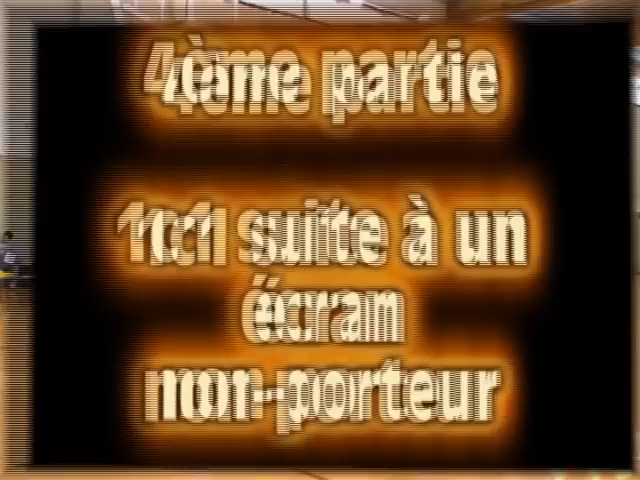 4ème partie
1c1 suite à un
écran
non-porteur